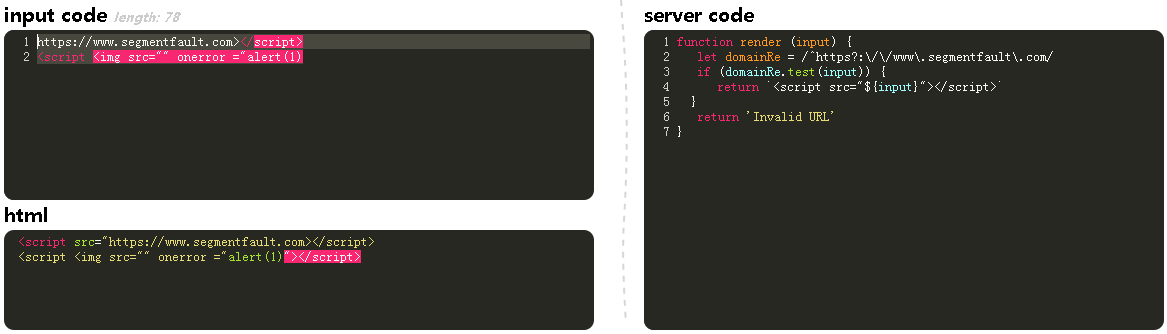 input code length: 78
1 https://www.segmentfault.com></script>
2 <script <img src="" onerror ="alert(1)
html
<script src="https://www.segmentfault.com></script>
<script <img src="" onerror ="alert(1)"></script>
server code
1 function render (input) {
2 let domainRe = /^https?:\/\/www\.segmentfault\.com/
3 if (domainRe.test(input)) {
4 return `<script src="${input}"></script>`
5 }
6 return 'Invalid URL'
7 }